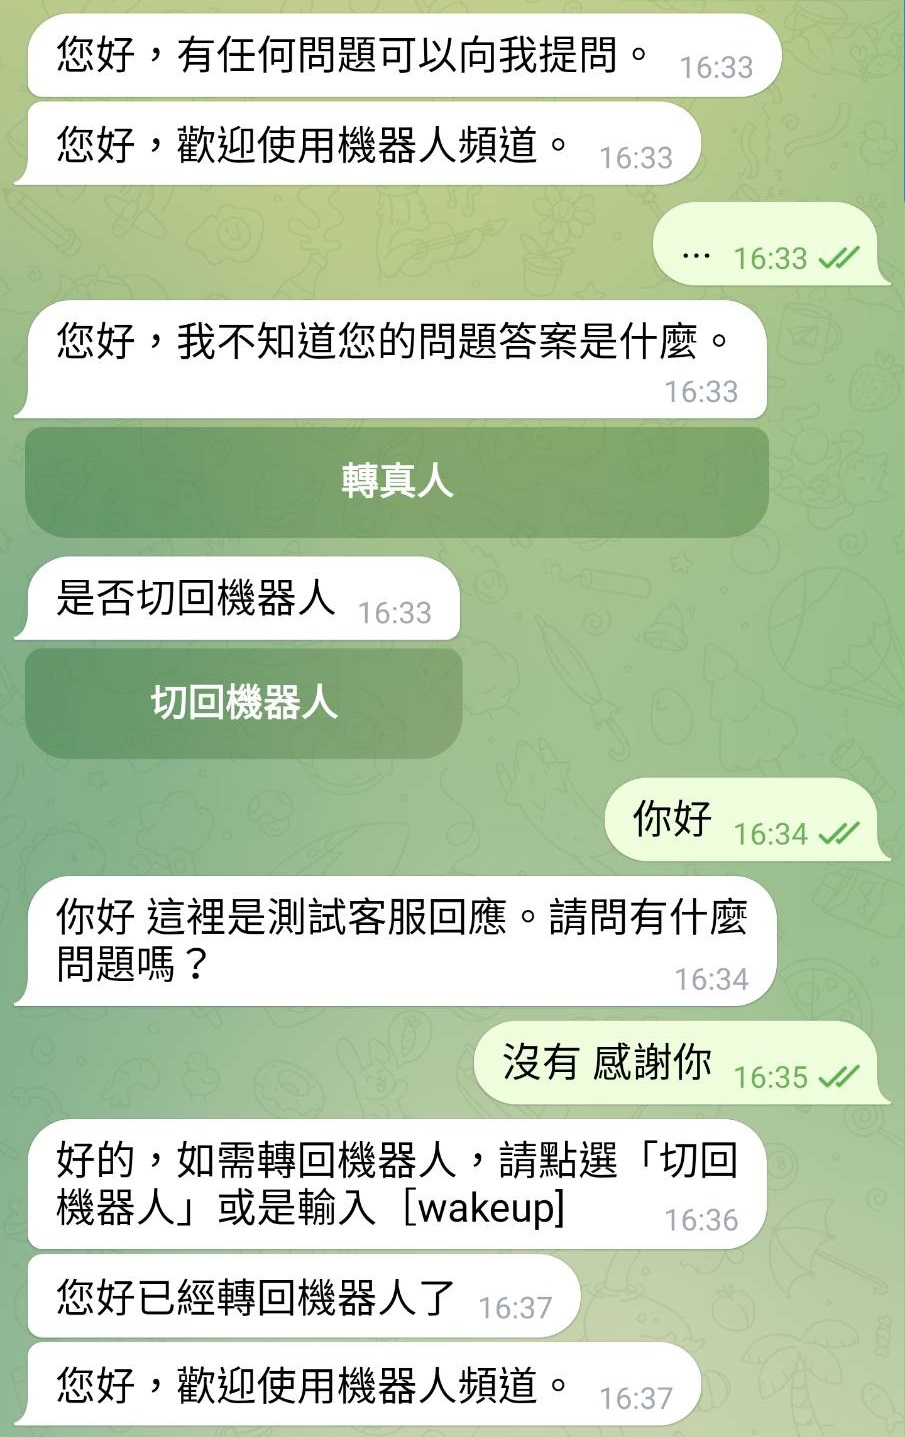 您好，有任何問題可以向我提問。 16:33
您好，歡迎使用機器人頻道。 16:33
... 16:33
您好，我不知道您的問題答案是什麼。
16:33
轉真人
是否切回機器人 16:33
切回機器人
你好 16:34
你好 這裡是測試客服回應。請問有什麼
問題嗎？ 16:34
沒有 感謝你 16:35
好的，如需轉回機器人，請點選「切回
機器人」或是輸入［wakeup] 16:36
您好已經轉回機器人了 16:37
您好，歡迎使用機器人頻道。 16:37